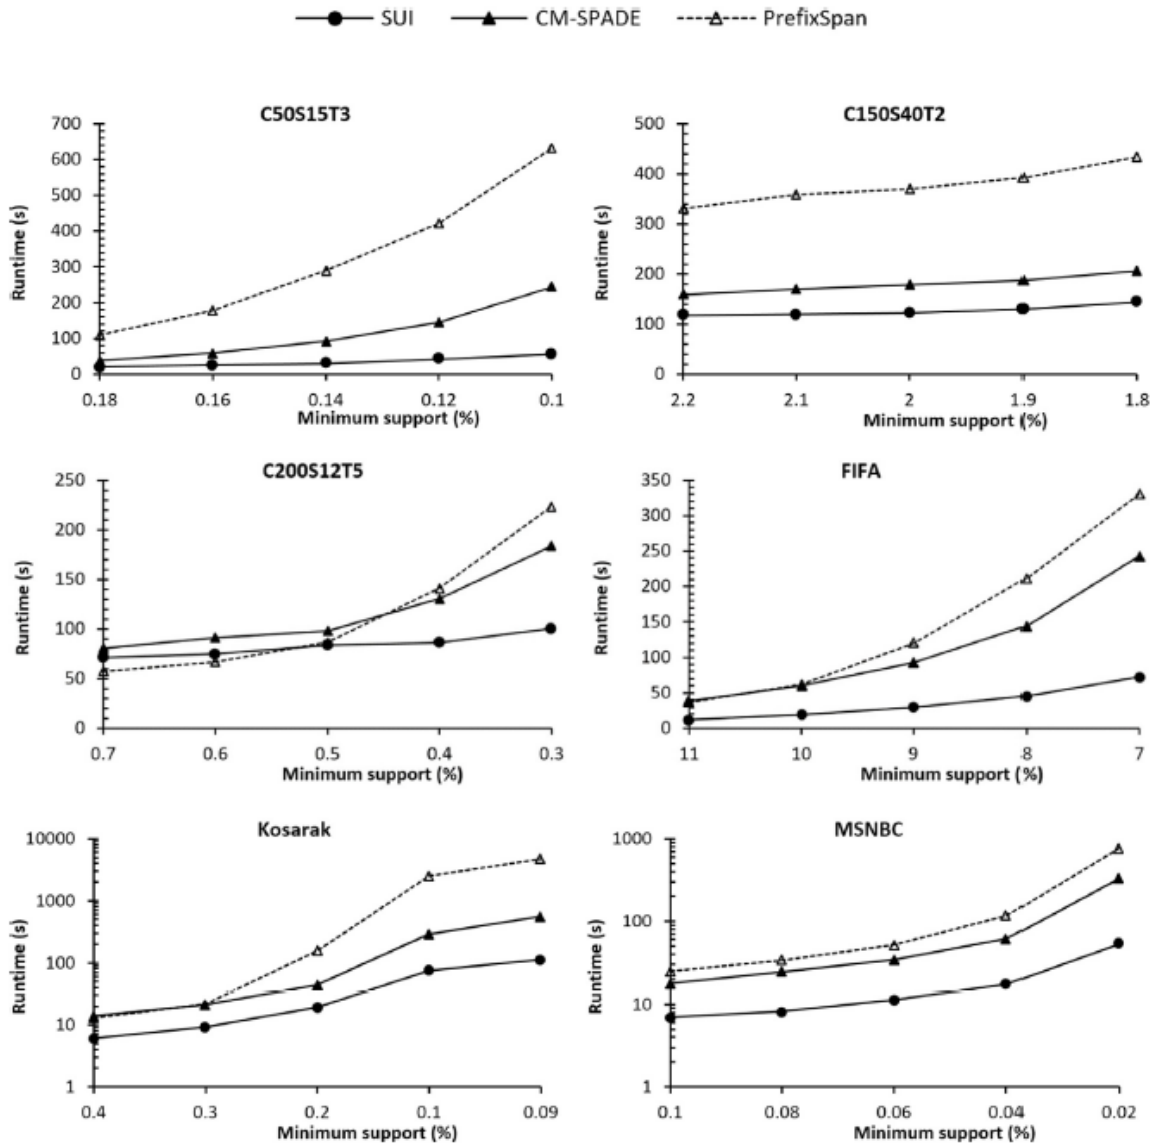 SUI CM-SPADE PrefixSpan
C50S15T3
700
600
500
400
300
200
100
0
Runtime (s)
0.18 0.16 0.14 0.12 0.1
Minimum support (%)
C150S40T2
500
400
300
200
100
0
Runtime (s)
2.2 2.1 2 1.9 1.8
Minimum support (%)
C200S12T5
250
200
150
100
50
0
Runtime (s)
0.7 0.6 0.5 0.4 0.3
Minimum support (%)
FIFA
350
300
250
200
150
100
50
0
Runtime (s)
11 10 9 8 7
Minimum support (%)
Kosarak
10000
1000
100
10
1
Runtime (s)
0.4 0.3 0.2 0.1 0.09
Minimum support (%)
MSNBC
1000
100
10
1
Runtime (s)
0.1 0.08 0.06 0.04 0.02
Minimum support (%)